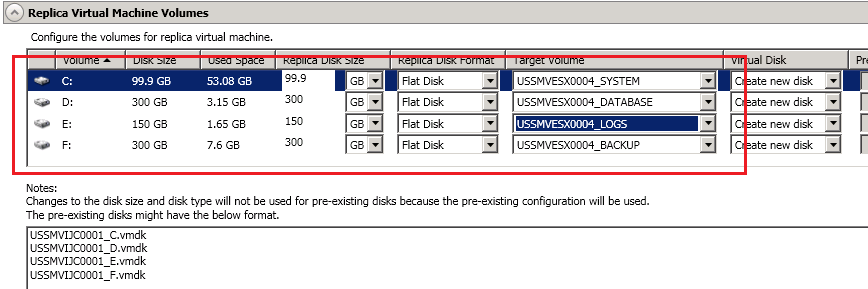 Replica Virtual Machine Volumes
Configure the volumes for replica virtual machine.
Volume Disk Size Used Space Replica Disk Size Replica Disk Format Target Volume Virtual Disk Pre
C: 99.9 GB 53.08 GB 99.9 GB Flat Disk USSMVESX0004_SYSTEM Create new disk
D: 300 GB 3.15 GB 300 GB Flat Disk USSMVESX0004_DATABASE Create new disk
E: 150 GB 1.65 GB 150 GB Flat Disk USSMVESX0004_LOGS Create new disk
F: 300 GB 7.6 GB 300 GB Flat Disk USSMVESX0004_BACKUP Create new disk
Notes:
Changes to the disk size and disk type will not be used for pre-existing disks because the pre-existing configuration will be used.
The pre-existing disks might have the below format.
USSMVIJC0001_C.vmdk
USSMVIJC0001_D.vmdk
USSMVIJC0001_E.vmdk
USSMVIJC0001_F.vmdk